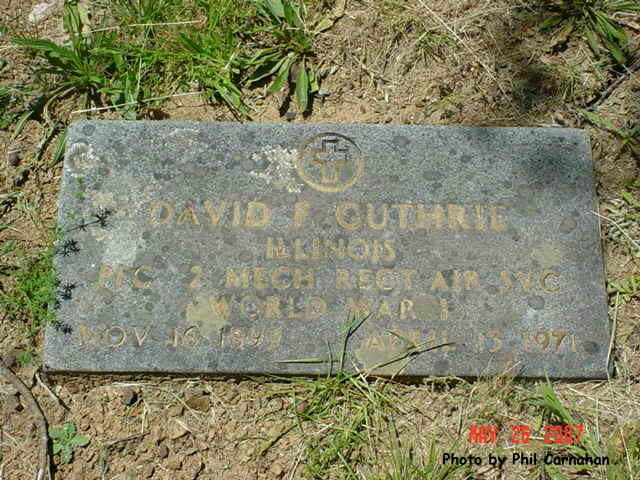 DAVID F GUTHRIE
ILLINOIS
PFC 2 MECH REGT AIR SVC
WORLD WAR I
NOV 16 1899 APRIL 13 1971
MAY 26 2007
Photo by Phil Carnahan